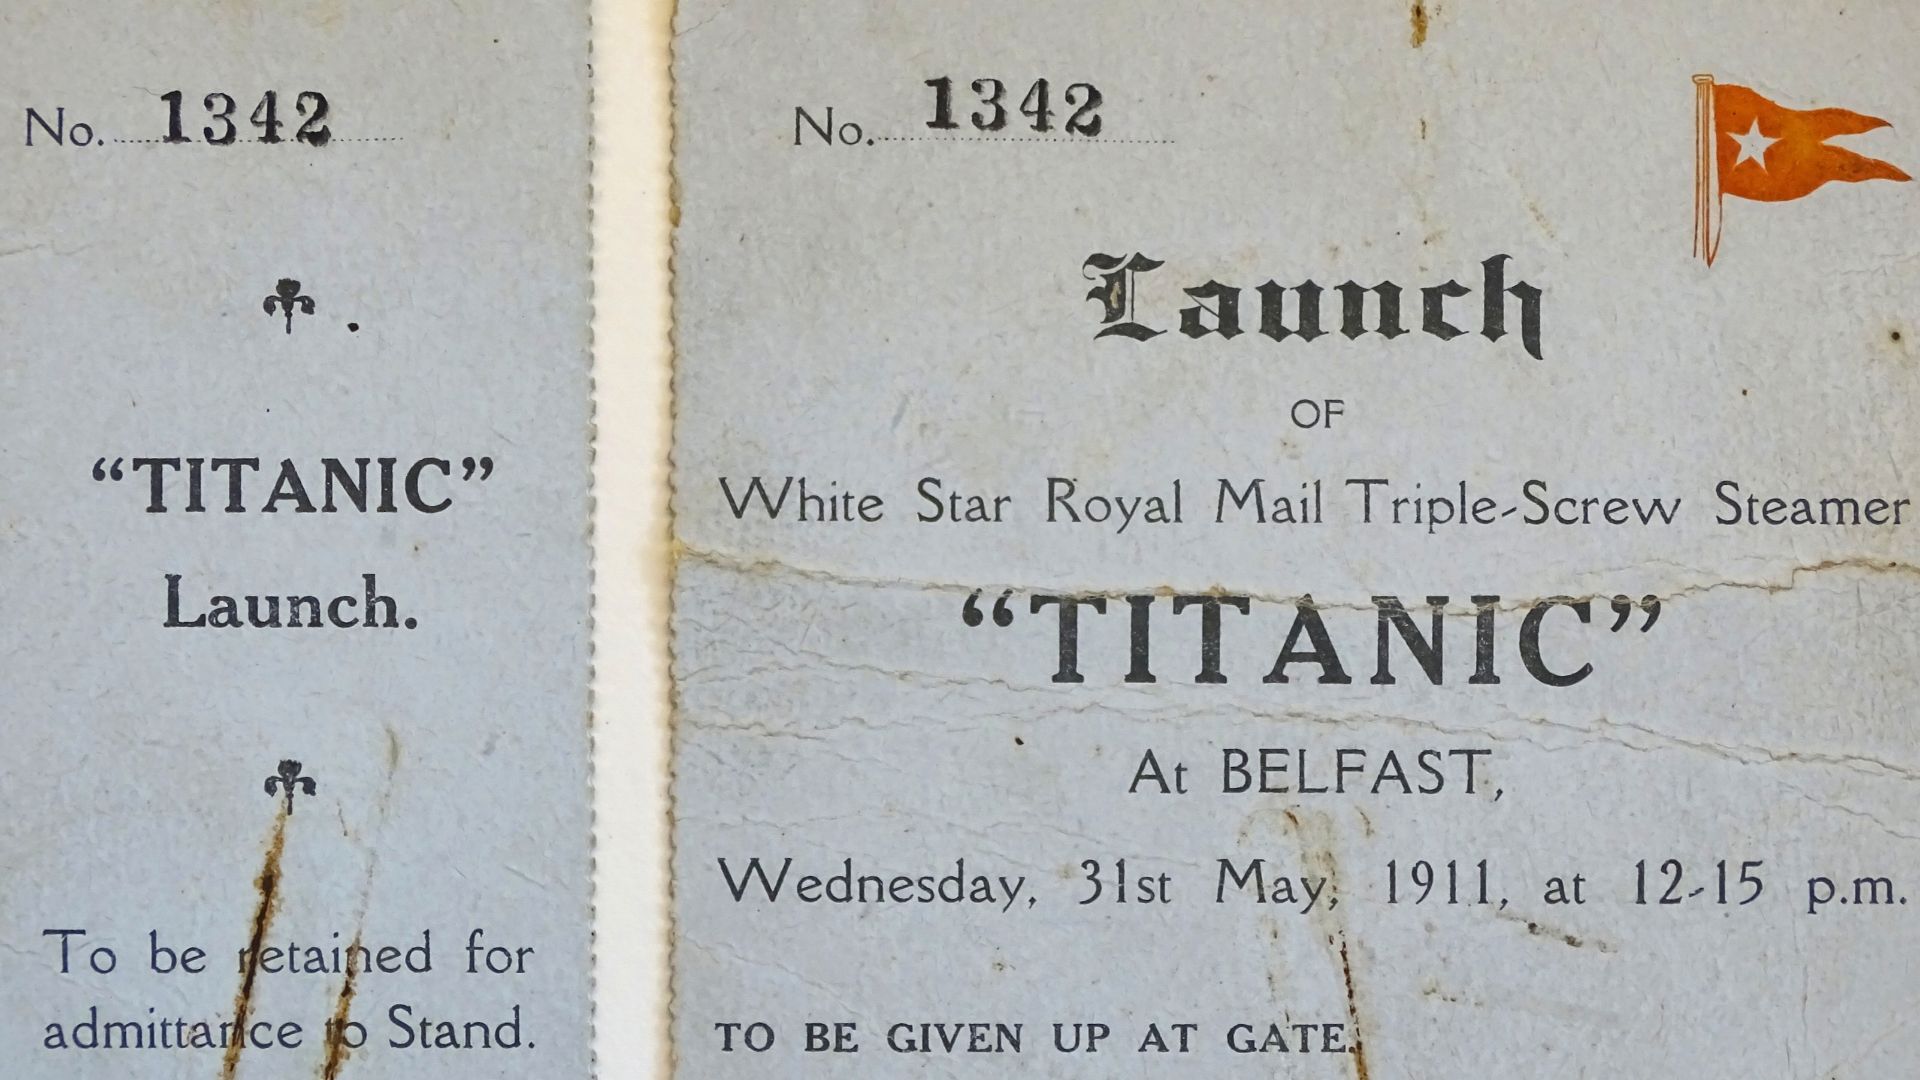 No. 1342
"TITANIC"
Launch.
To be retained for
admittance to Stand.
No. 1342
Launch
OF
White Star Royal Mail Triple-Screw Steamer
"TITANIC"
At BELFAST,
Wednesday, 31st May, 1911, at 12-15 p.m.
TO BE GIVEN UP AT GATE.